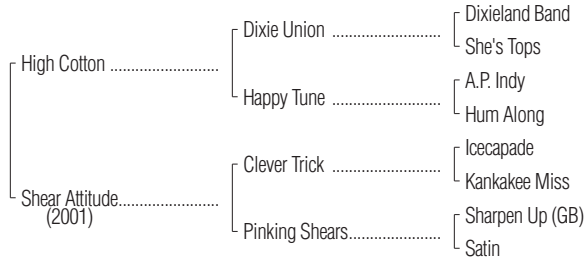 Dixieland Band
Dixie Union ........................
She's Tops
High Cotton ........................
A.P. Indy
Happy Tune ........................
Hum Along
Icecapade
Clever Trick ........................
Kankakee Miss
Shear Attitude......................
(2001)
Sharpen Up (GB)
Pinking Shears.....................
Satin